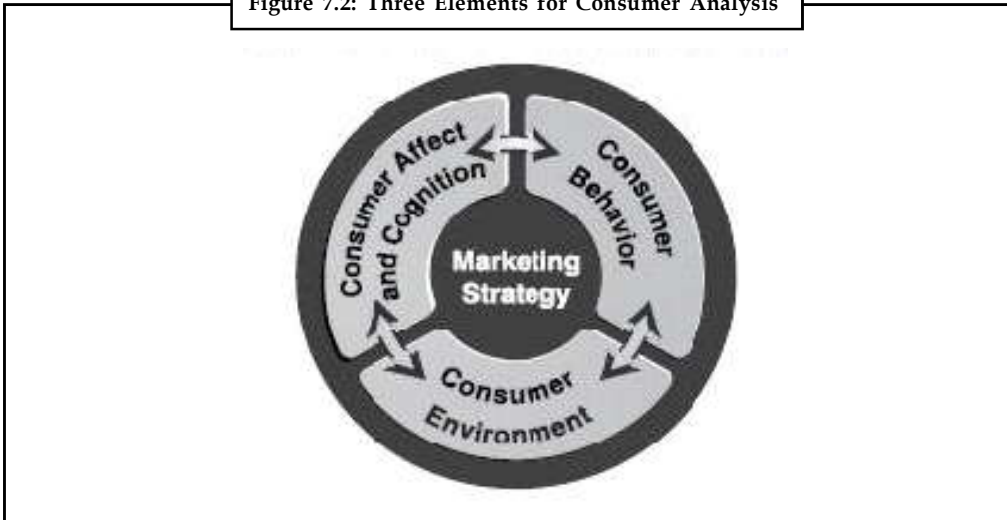 Figure 7.2: Three Elements for Consumer Analysis
Consumer Affect
and Cognition
Consumer
Behavior
Marketing
Strategy
Consumer
Environment